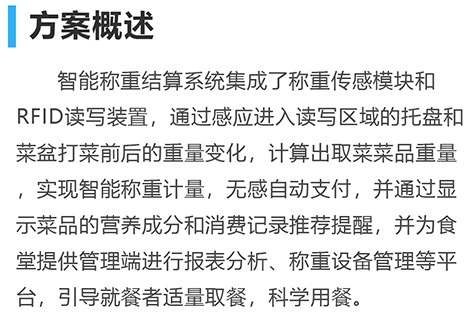 方案概述
智能称重结算系统集成了称重传感模块和
RFID读写装置，通过感应进入读写区域的托盘和
菜盆打菜前后的重量变化，计算出取菜菜品重量
，实现智能称重计量，无感自动支付，并通过显
示菜品的营养成分和消费记录推荐提醒，并为食
堂提供管理端进行报表分析、称重设备管理等平
台，引导就餐者适量取餐，科学用餐。